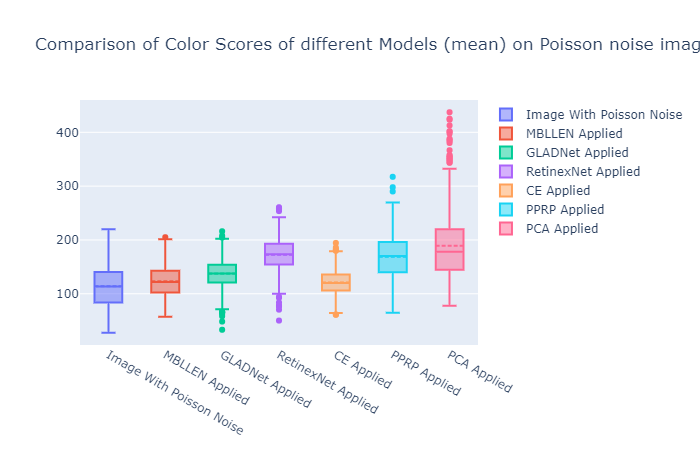 Comparison of Color Scores of different Models (mean) on Poisson noise imag
400
300
200
100
Image With Poisson Noise
MBLLEN Applied
GLADNet Applied
RetinexNet Applied
CE Applied
PPRP Applied
PCA Applied
Image With Poisson Noise
MBLLEN Applied
GLADNet Applied
RetinexNet Applied
CE Applied
PPRP Applied
PCA Applied